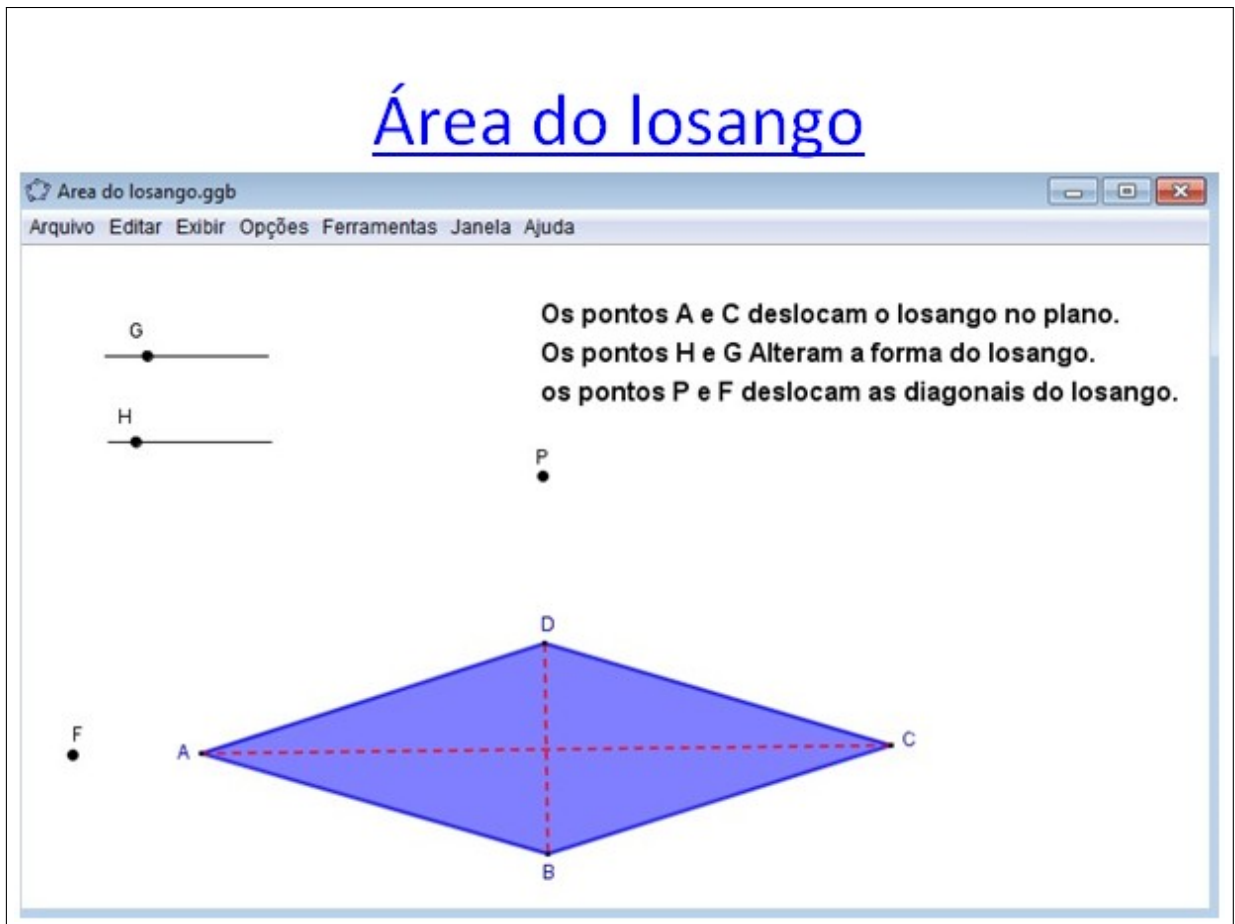 Área do losango
Area do losango.ggb
Arquivo Editar Exibir Opções Ferramentas Janela Ajuda
G
H
Os pontos A e C deslocam o losango no plano.
Os pontos H e G Alteram a forma do losango.
os pontos P e F deslocam as diagonais do losango.
P
D
F
A
C
B